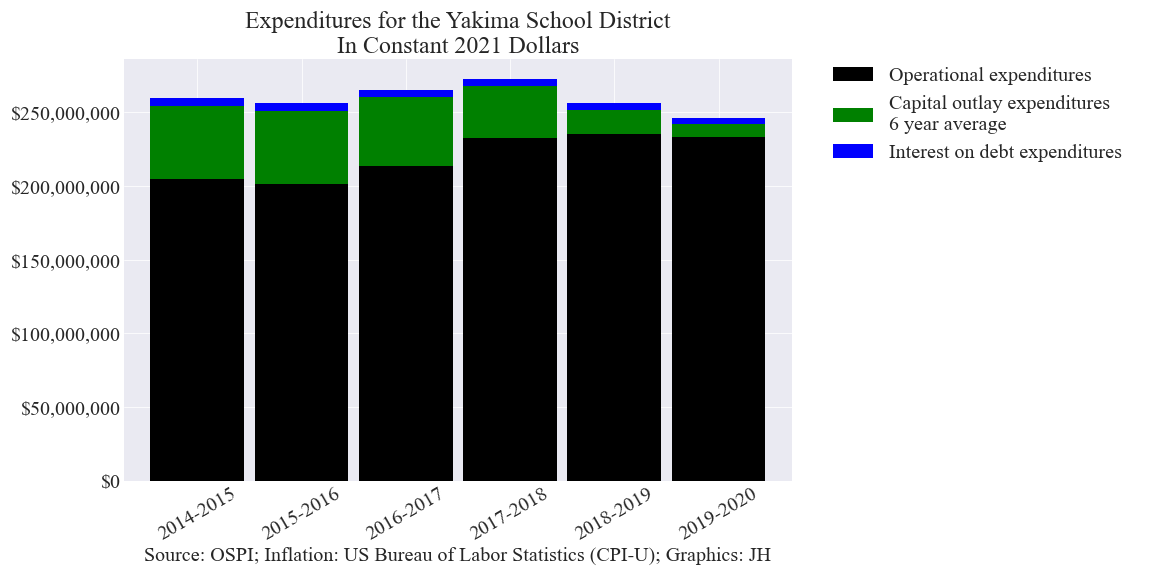 Expenditures for the Yakima School District
In Constant 2021 Dollars
Operational expenditures
Capital outlay expenditures
6 year average
Interest on debt expenditures
$250,000,000
$200,000,000
$150,000,000
$100,000,000
$50,000,000
$0
2014-2015
2015-2016
2016-2017
2017-2018
2018-2019
2019-2020
Source: OSPI; Inflation: US Bureau of Labor Statistics (CPI-U); Graphics: JH